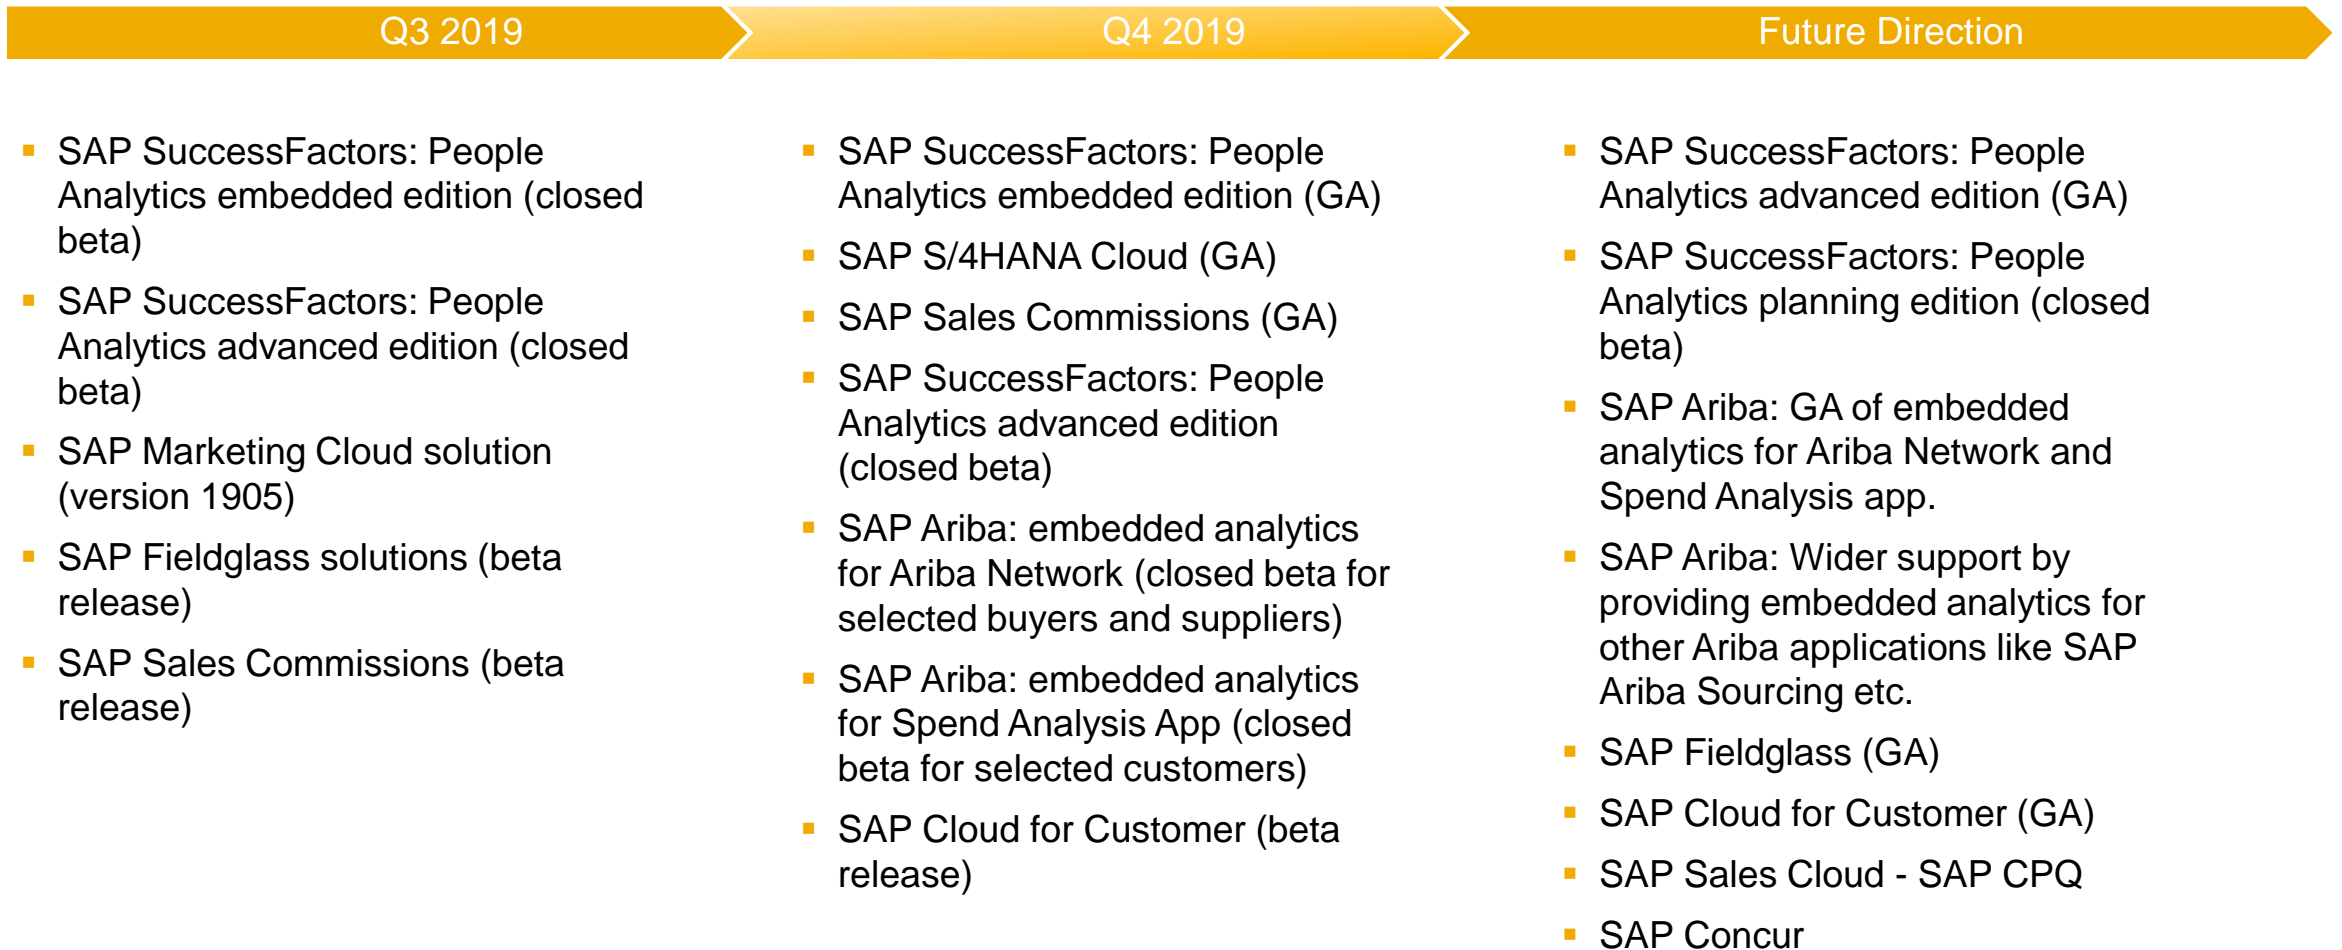 Q3 2019
Q4 2019
Future Direction
▪ SAP SuccessFactors: People
Analytics embedded edition (closed
beta)
▪ SAP SuccessFactors: People
Analytics advanced edition (closed
beta)
▪ SAP Marketing Cloud solution
(version 1905)
▪ SAP Fieldglass solutions (beta
release)
▪ SAP Sales Commissions (beta
release)
▪ SAP SuccessFactors: People
Analytics embedded edition (GA)
▪ SAP S/4HANA Cloud (GA)
▪ SAP Sales Commissions (GA)
▪ SAP SuccessFactors: People
Analytics advanced edition
(closed beta)
▪ SAP Ariba: embedded analytics
for Ariba Network (closed beta for
selected buyers and suppliers)
▪ SAP Ariba: embedded analytics
for Spend Analysis App (closed
beta for selected customers)
▪ SAP Cloud for Customer (beta
release)
▪ SAP SuccessFactors: People
Analytics advanced edition (GA)
▪ SAP SuccessFactors: People
Analytics planning edition (closed
beta)
▪ SAP Ariba: GA of embedded
analytics for Ariba Network and
Spend Analysis app.
▪ SAP Ariba: Wider support by
providing embedded analytics for
other Ariba applications like SAP
Ariba Sourcing etc.
▪ SAP Fieldglass (GA)
▪ SAP Cloud for Customer (GA)
▪ SAP Sales Cloud - SAP CPQ
▪ SAP Concur